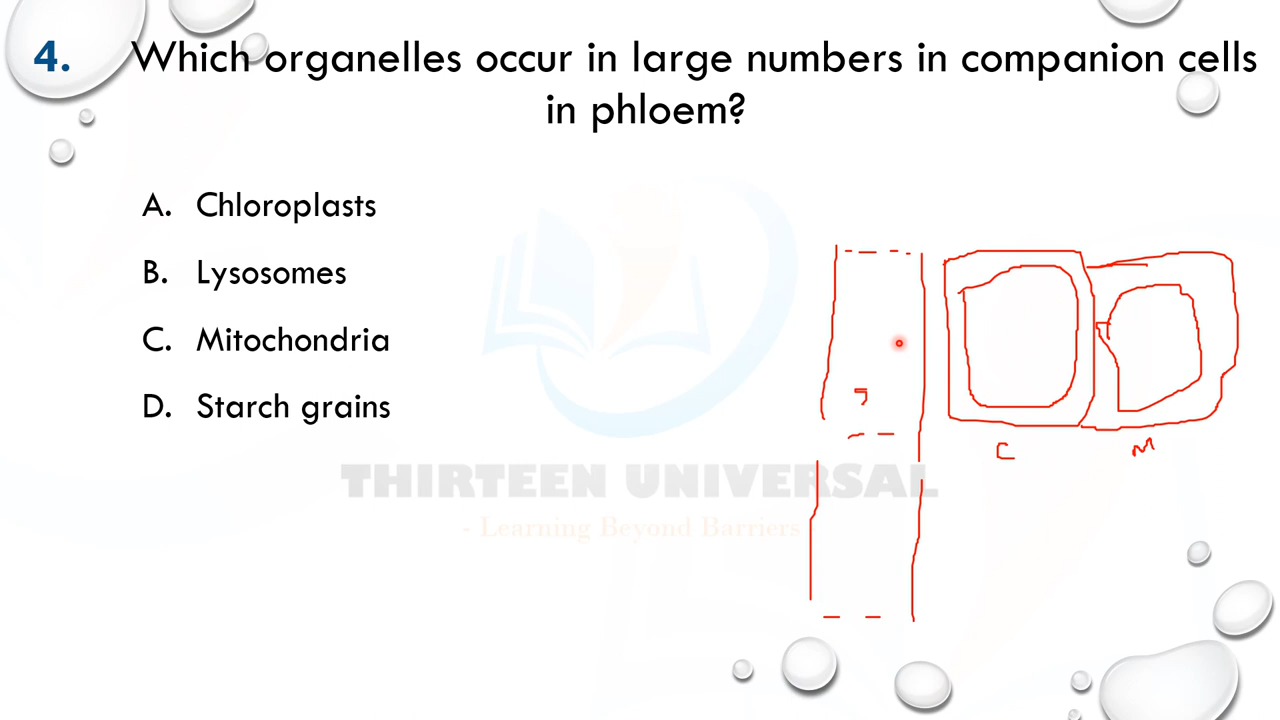 4. Which organelles occur in large numbers in companion cells
in phloem?
A. Chloroplasts
B. Lysosomes
C. Mitochondria
D. Starch grains
C
M
THIRTEEN UNIVERSAL
- Learning Beyond Barriers